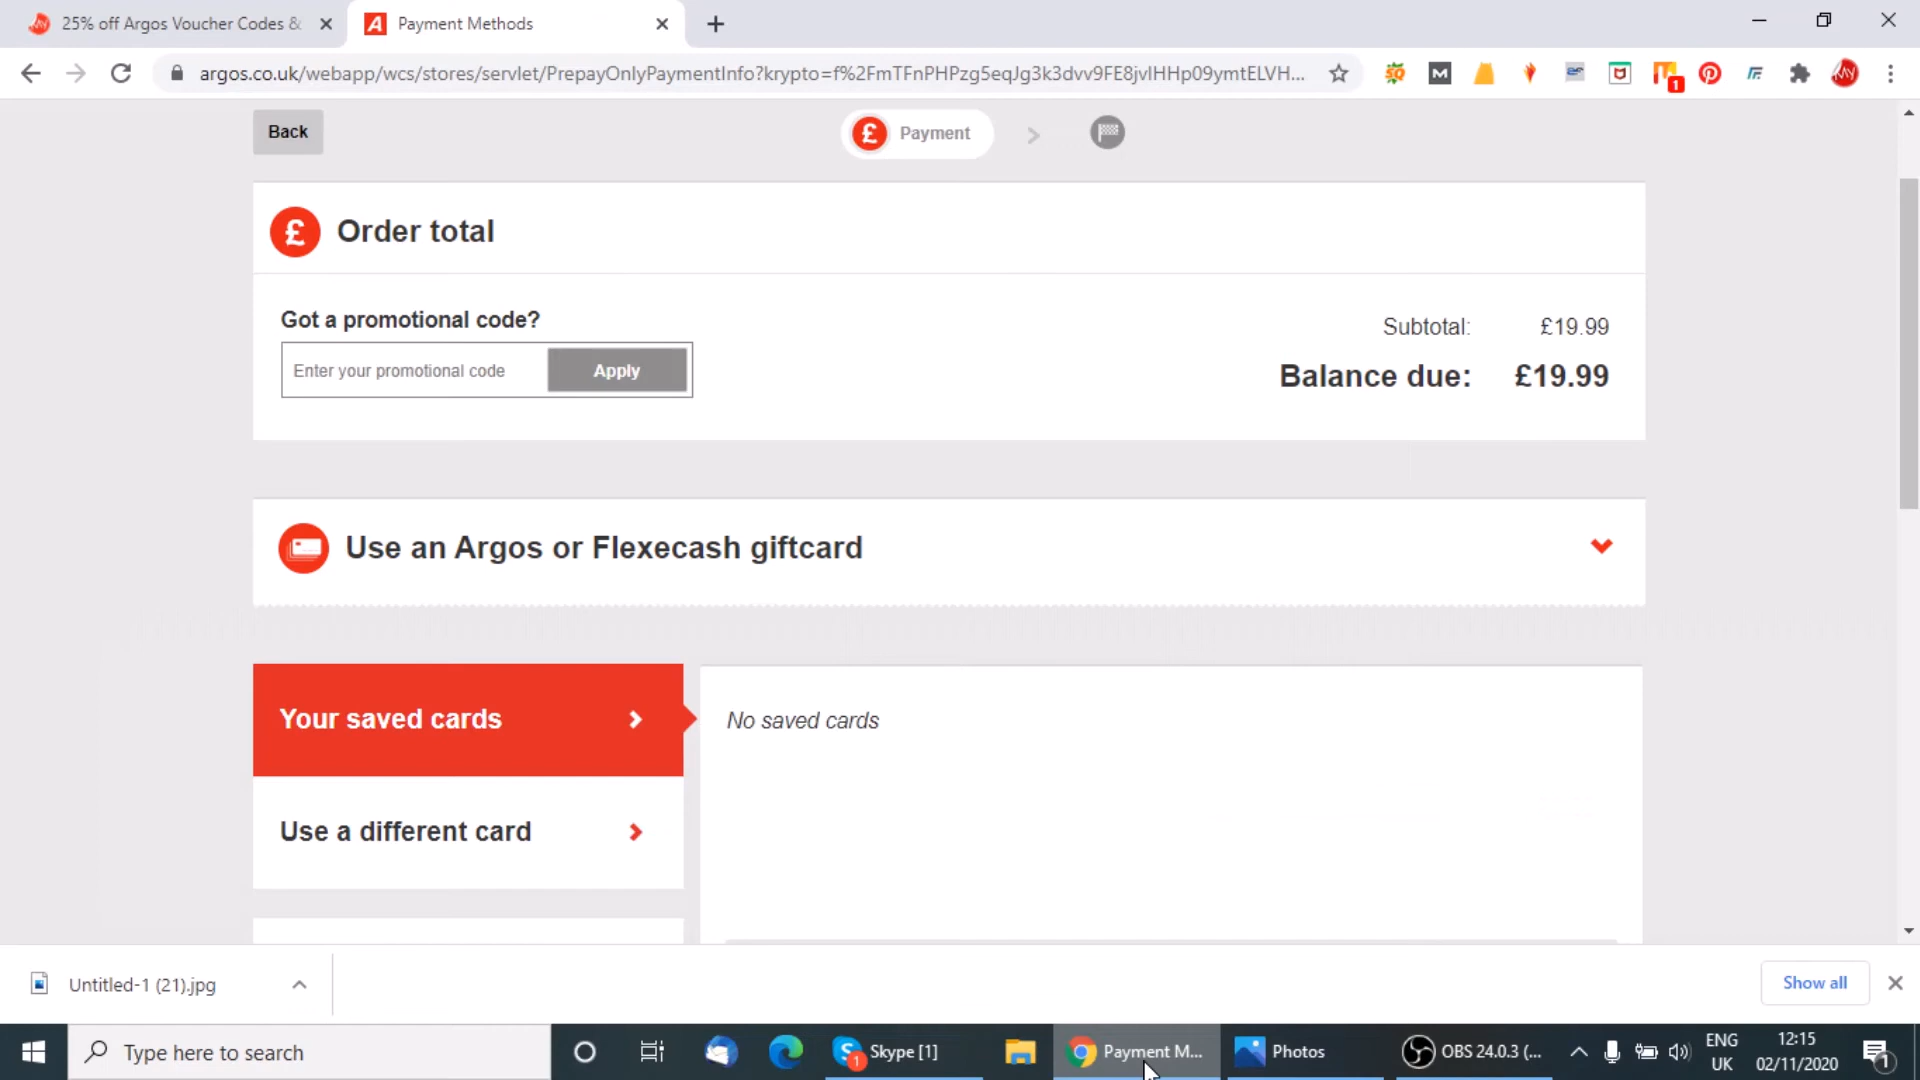 25% off Argos Voucher Codes &
Payment Methods
argos.co.uk/webapp/wcs/stores/servlet/PrepayOnlyPaymentInfo?krypto=f%2FmTFnPHPzg5eqJg3k3dvv9FE8jvlHHp09ymtELVH...
Back
Payment
Order total
Got a promotional code?
Enter your promotional code
Apply
Subtotal: £19.99
Balance due: £19.99
Use an Argos or Flexecash giftcard
Your saved cards
No saved cards
Use a different card
Untitled-1 (21).jpg
Show all
Type here to search
Skype [1]
Payment M...
Photos
OBS 24.0.3 (...
ENG
UK
12:15
02/11/2020